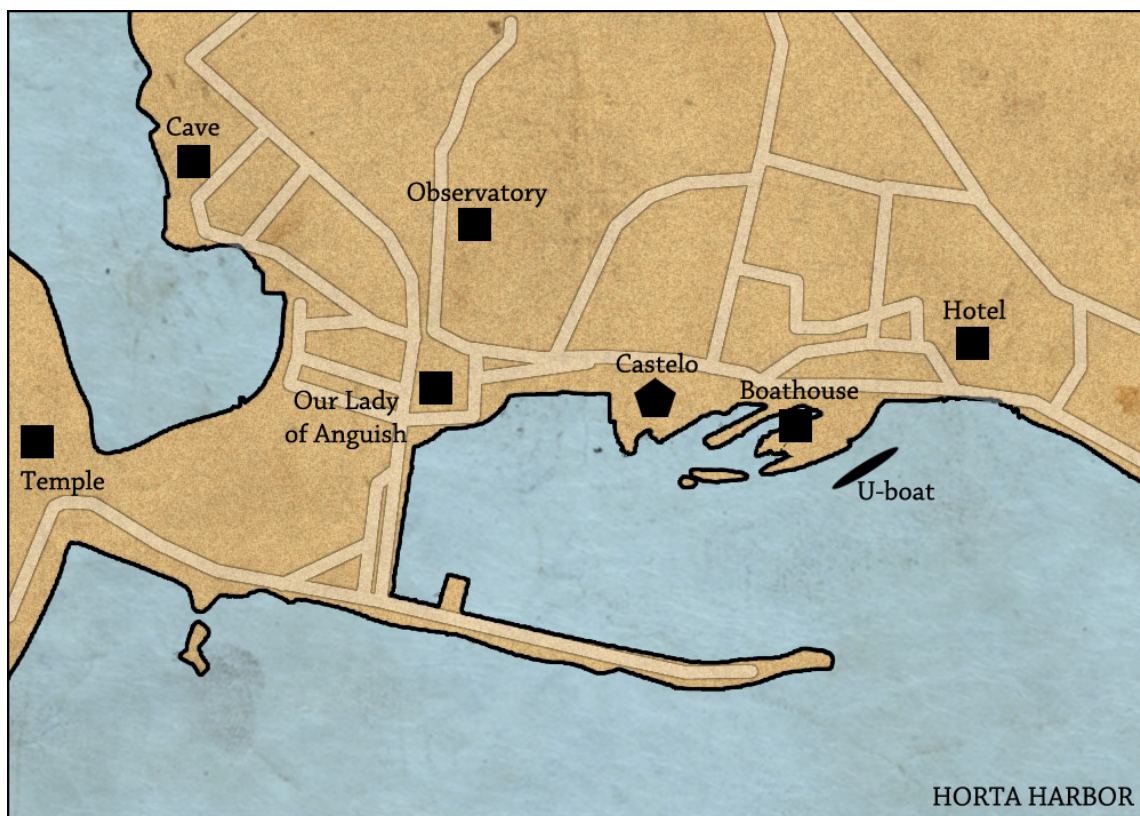 Cave
Observatory
Hotel
Castelo
Boathouse
Our Lady
of Anguish
Temple
U-boat
HORTA HARBOR